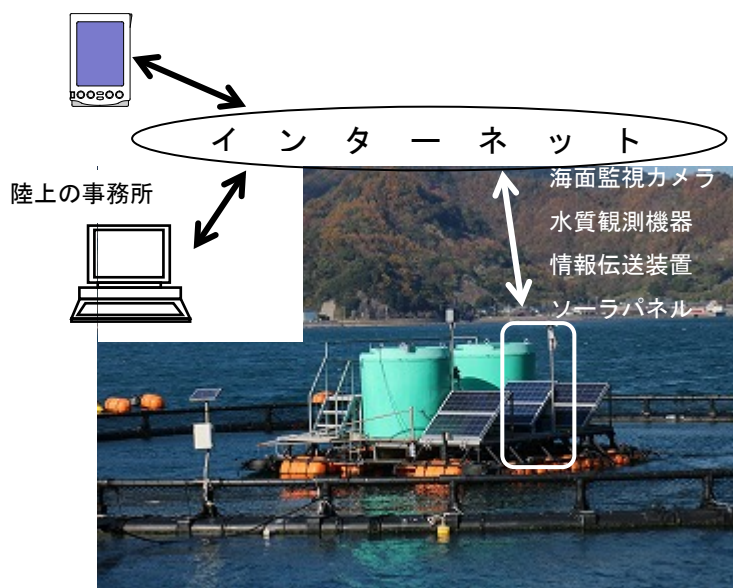 インターネット
陸上の事務所
海面監視カメラ
水質観測機器
情報伝送装置
ソーラパネル